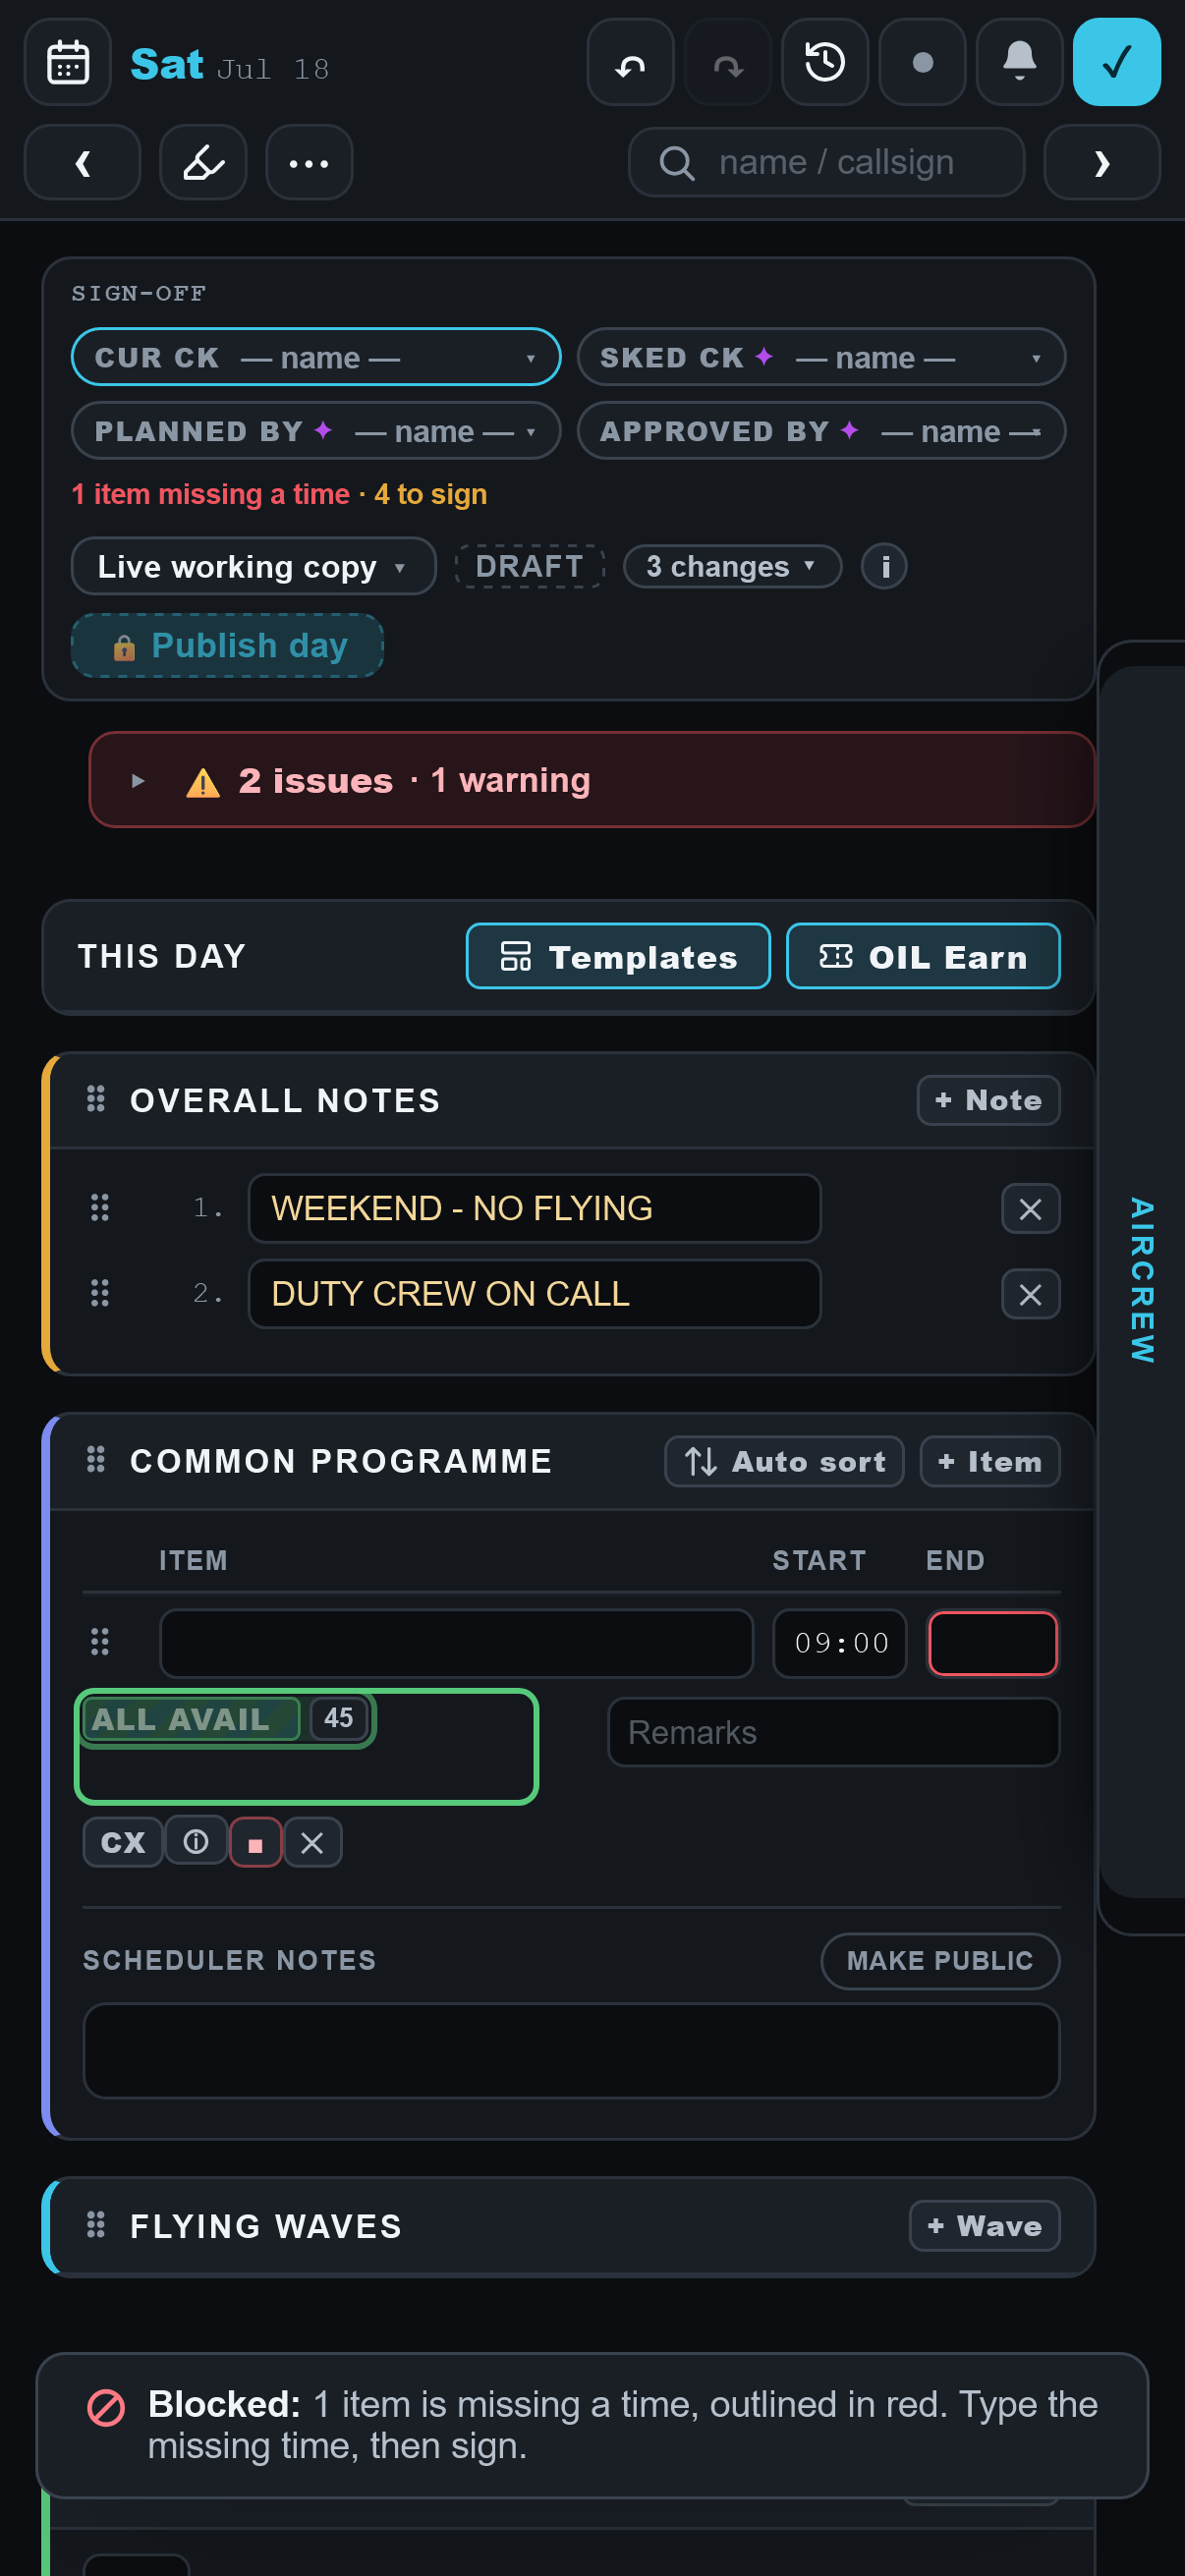 Sat Jul 18
name / callsign
SIGN-OFF
CUR CK — name —
SKED CK — name —
PLANNED BY — name —
APPROVED BY — name —
1 item missing a time · 4 to sign
Live working copy
DRAFT
3 changes
i
Publish day
2 issues · 1 warning
THIS DAY
Templates
OIL Earn
OVERALL NOTES
+ Note
1. WEEKEND - NO FLYING
2. DUTY CREW ON CALL
AIRCREW
COMMON PROGRAMME
Auto sort
+ Item
ITEM START END
09:00
ALL AVAIL 45
Remarks
CX
SCHEDULER NOTES
MAKE PUBLIC
FLYING WAVES
+ Wave
Blocked: 1 item is missing a time, outlined in red. Type the
missing time, then sign.